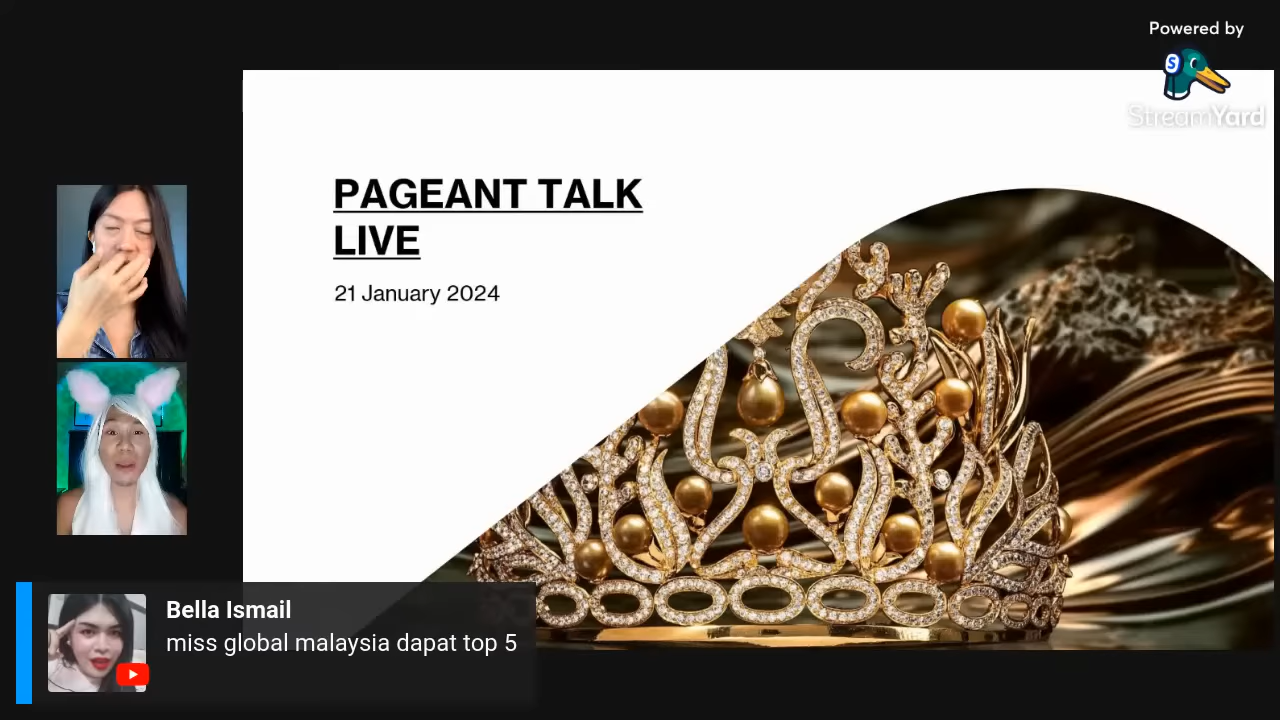 Powered by
S
StreamYard
PAGEANT TALK
LIVE
21 January 2024
Bella Ismail
miss global malaysia dapat top 5